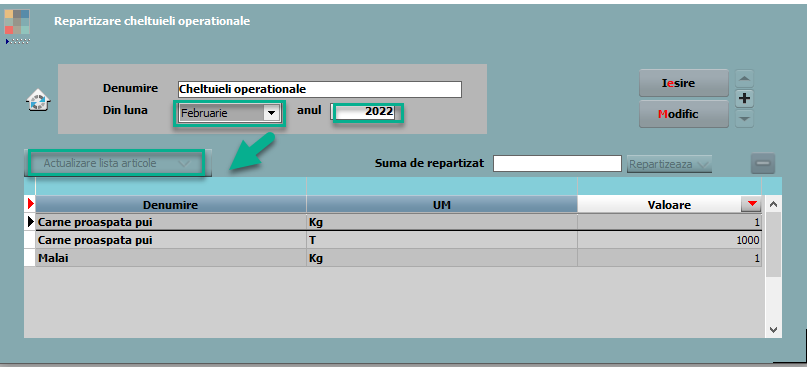 Repartizare cheltuieli operationale
Denumire Cheltuieli operationale
Iesire
Din luna Februarie anul 2022
Modific
Actualizare lista articole Suma de repartizat Repartizeaza
Denumire UM Valoare
Carne proaspata pui Kg 1
Carne proaspata pui T 1000
Malai Kg 1